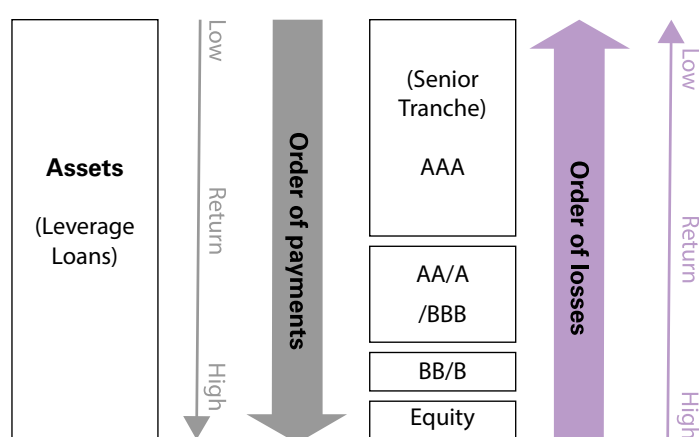 Assets
(Leverage
Loans)
Low
Return
High
Order of payments
(Senior
Tranche)
AAA
AA/A
/BBB
BB/B
Equity
Order of losses
Low
Return
High